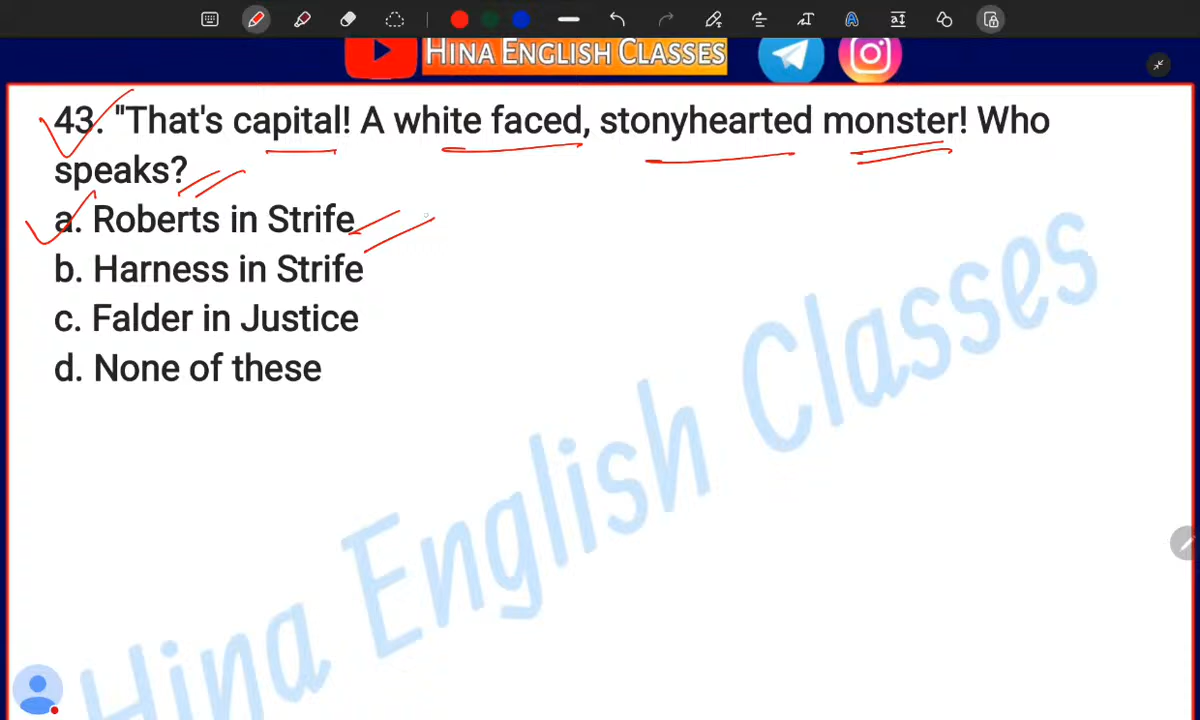 HINA ENGLISH CLASSES
43. "That's capital! A white faced, stonyhearted monster! Who
speaks?
a. Roberts in Strife
b. Harness in Strife
c. Falder in Justice
d. None of these
Hina English Classes